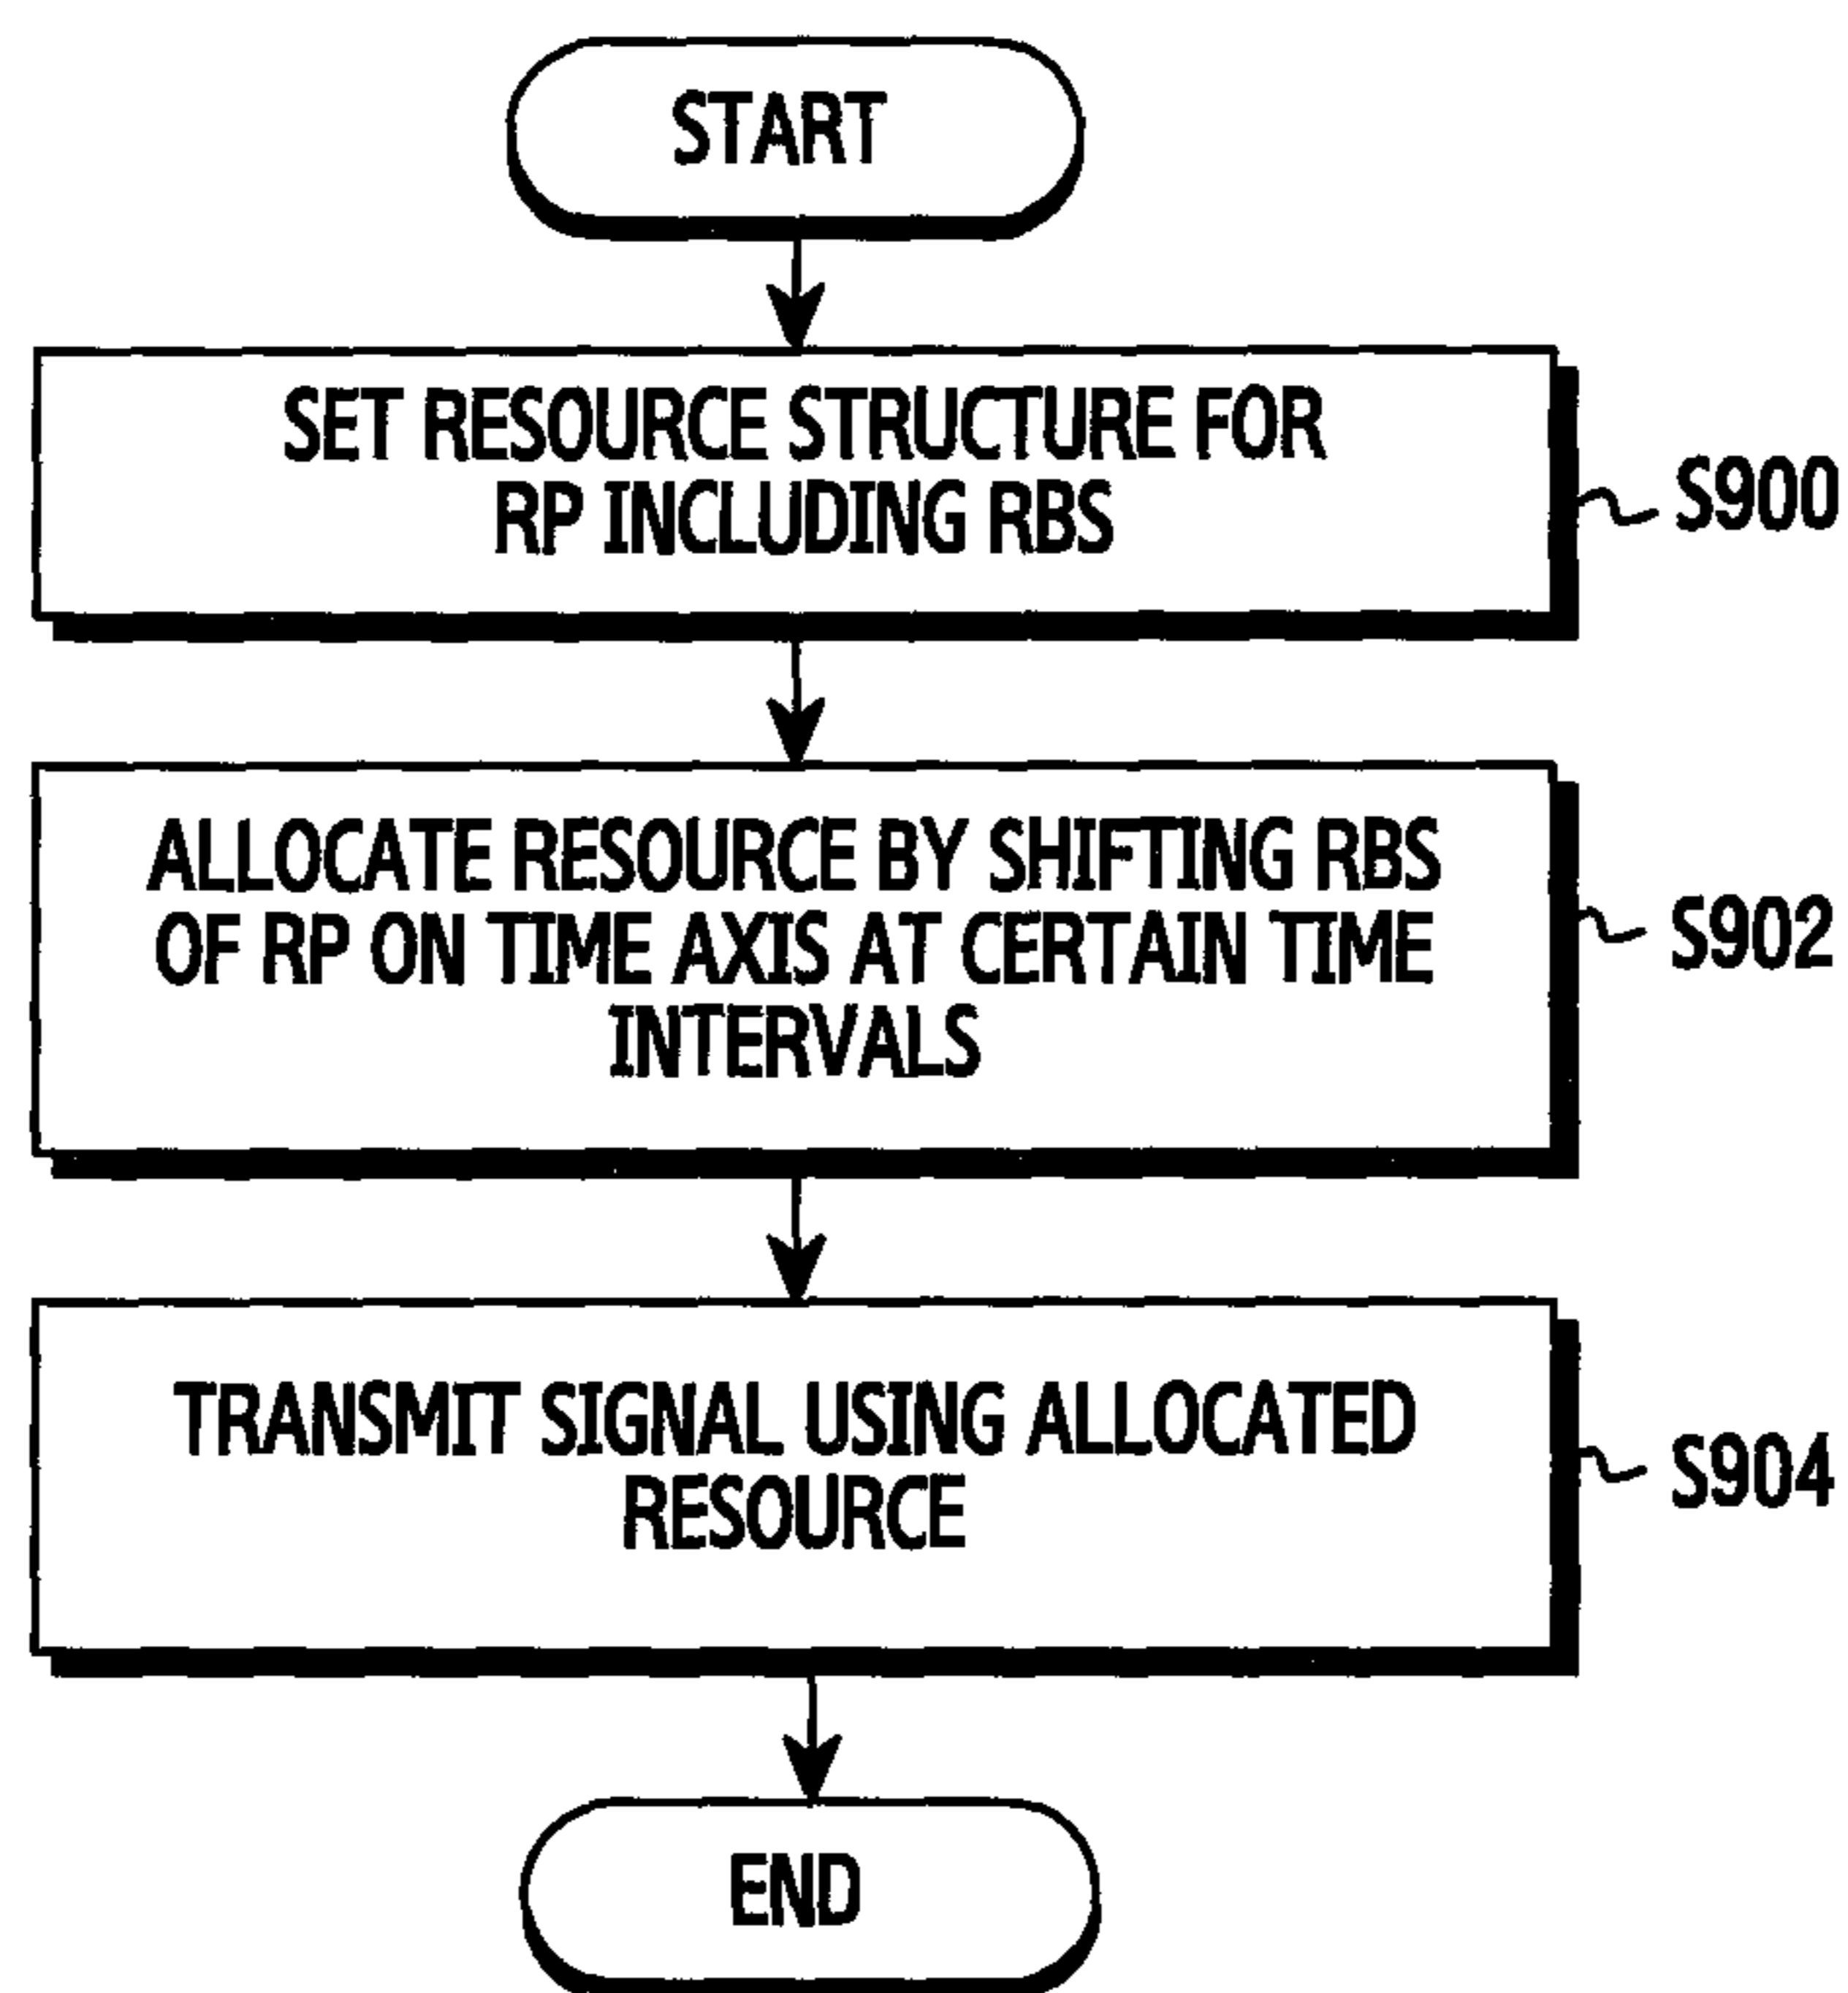 START
SET RESOURCE STRUCTURE FOR
RP INCLUDING RBS
S900
ALLOCATE RESOURCE BY SHIFTING RBS
OF RP ON TIME AXIS AT CERTAIN TIME
INTERVALS
S902
TRANSMIT SIGNAL USING ALLOCATED
RESOURCE
S904
END